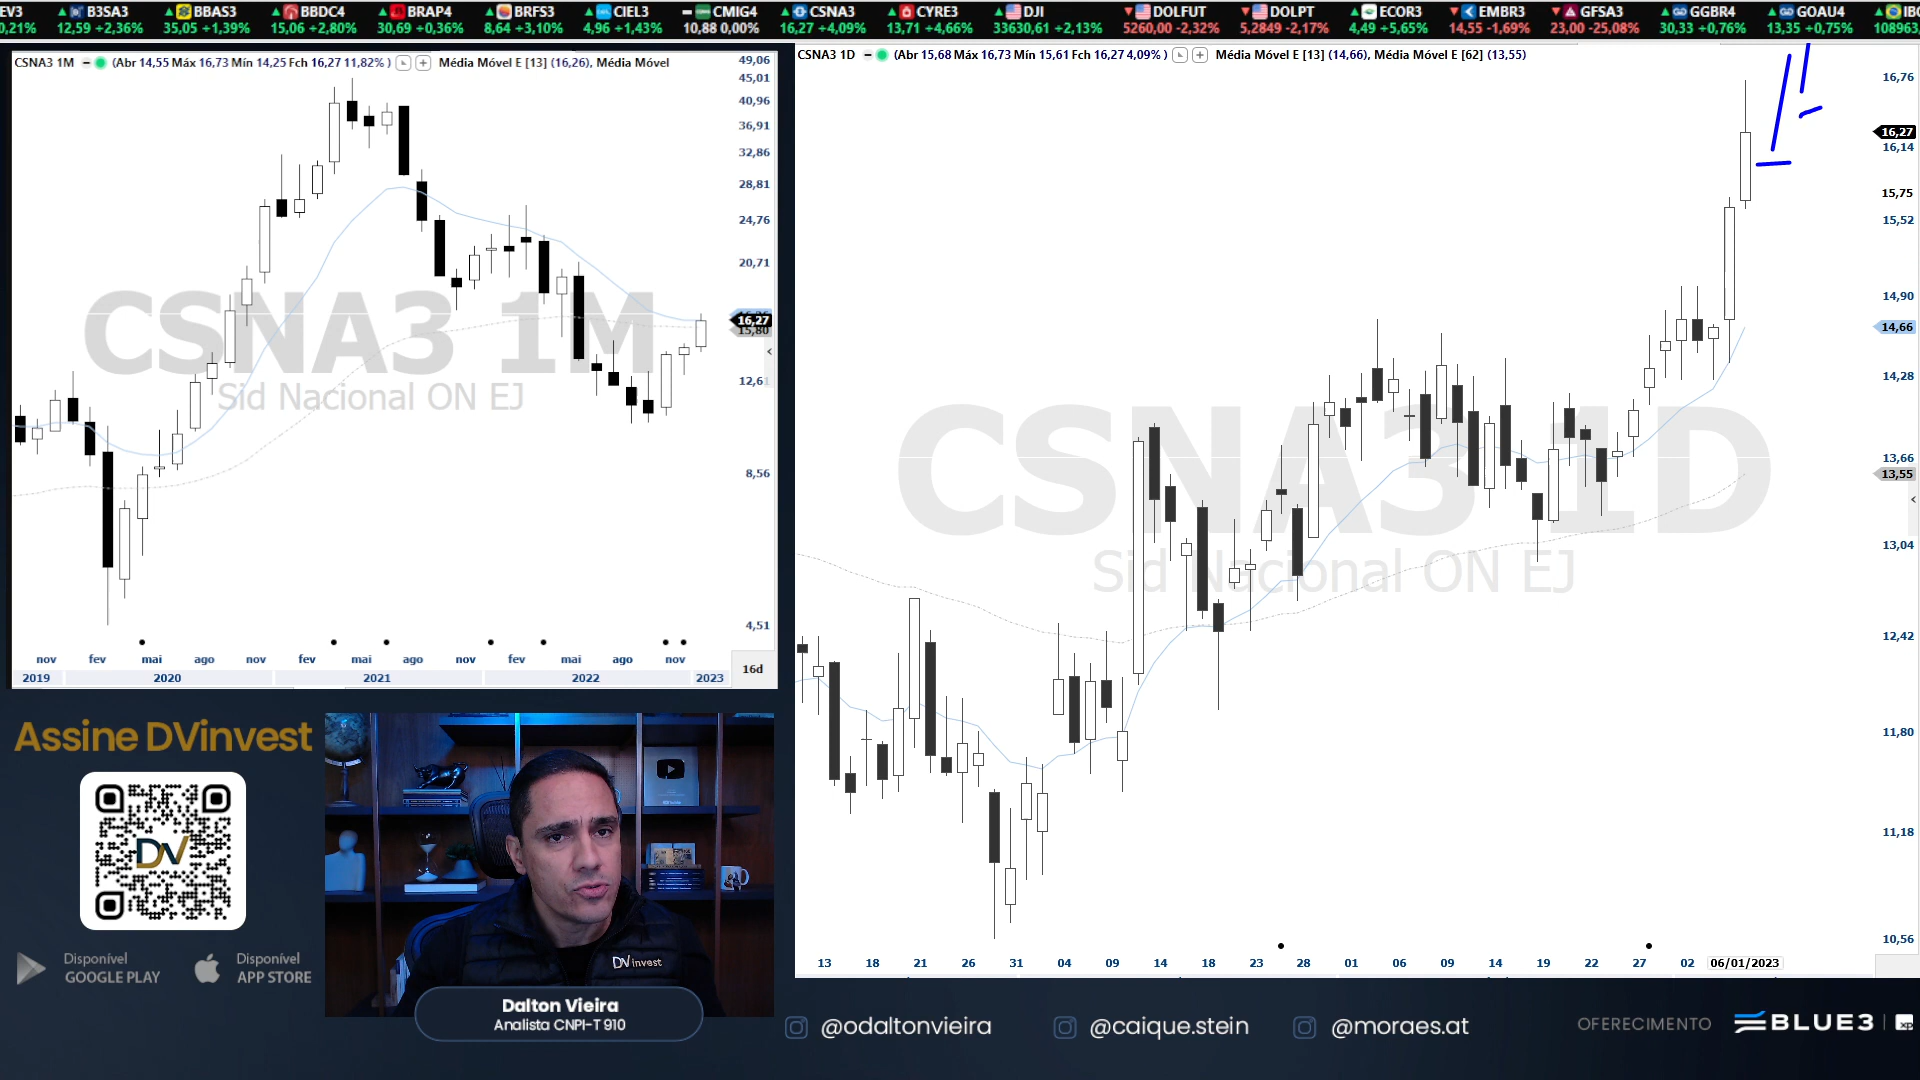 EV3 B3SA3 BBAS3 BBDC4 BRAP4 BRFS3 CIEL3 CMIG4 CSNA3 CYRE3 DJI DOLFUT DOLPT ECOR3 EMBR3 GFSA3 GGBR4 GOAU4
0,21% 12,59 +2,36% 35,05 +1,39% 15,06 +2,80% 30,69 +0,36% 8,64 +3,10% 4,96 +1,43% 10,88 0,00% 16,27 +4,09% 13,71 +4,66% 33630,61 +2,13% 5260,00 -2,32% 5,2849 -2,17% 4,49 +5,65% 14,55 -1,69% 23,00 -25,08% 30,33 +0,76% 13,35 +0,75% 108963
CSNA3 1M (Abr 14,55 Máx 16,73 Mín 14,25 Fch 16,27 11,82% ) Média Móvel E [13] (16,26), Média Móvel
49,06
45,01
40,96
36,91
32,86
28,81
24,76
20,71
16,27
15,80
12,61
8,56
4,51
CSNA3 1M
Sid Nacional ON EJ
nov fev mai ago nov fev mai ago nov fev mai ago nov
2019 2020 2021 2022 2023
16d
CSNA3 1D (Abr 15,68 Máx 16,73 Mín 15,61 Fch 16,27 4,09% ) Média Móvel E [13] (14,66), Média Móvel E [62] (13,55)
16,76
16,27
16,14
15,75
15,52
14,90
14,66
14,28
13,66
13,55
13,04
12,42
11,80
11,18
10,56
CSNA3 1D
Sid Nacional ON EJ
13 18 21 26 31 04 09 14 18 23 28 01 06 09 14 19 22 27 02 06/01/2023
Assine DVinvest
DV
Disponível
GOOGLE PLAY
Disponível
APP STORE
DVinvest
Dalton Vieira
Analista CNPI-T 910
@odaltonvieira
@caique.stein
@moraes.at
OFERECIMENTO
BLUE3
xp